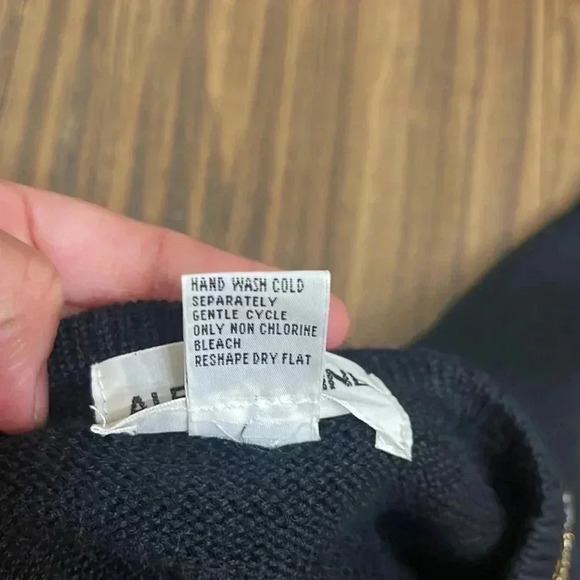 HAND WASH COLD
SEPARATELY
GENTLE CYCLE
ONLY NON CHLORINE
BLEACH
RESHAPE DRY FLAT